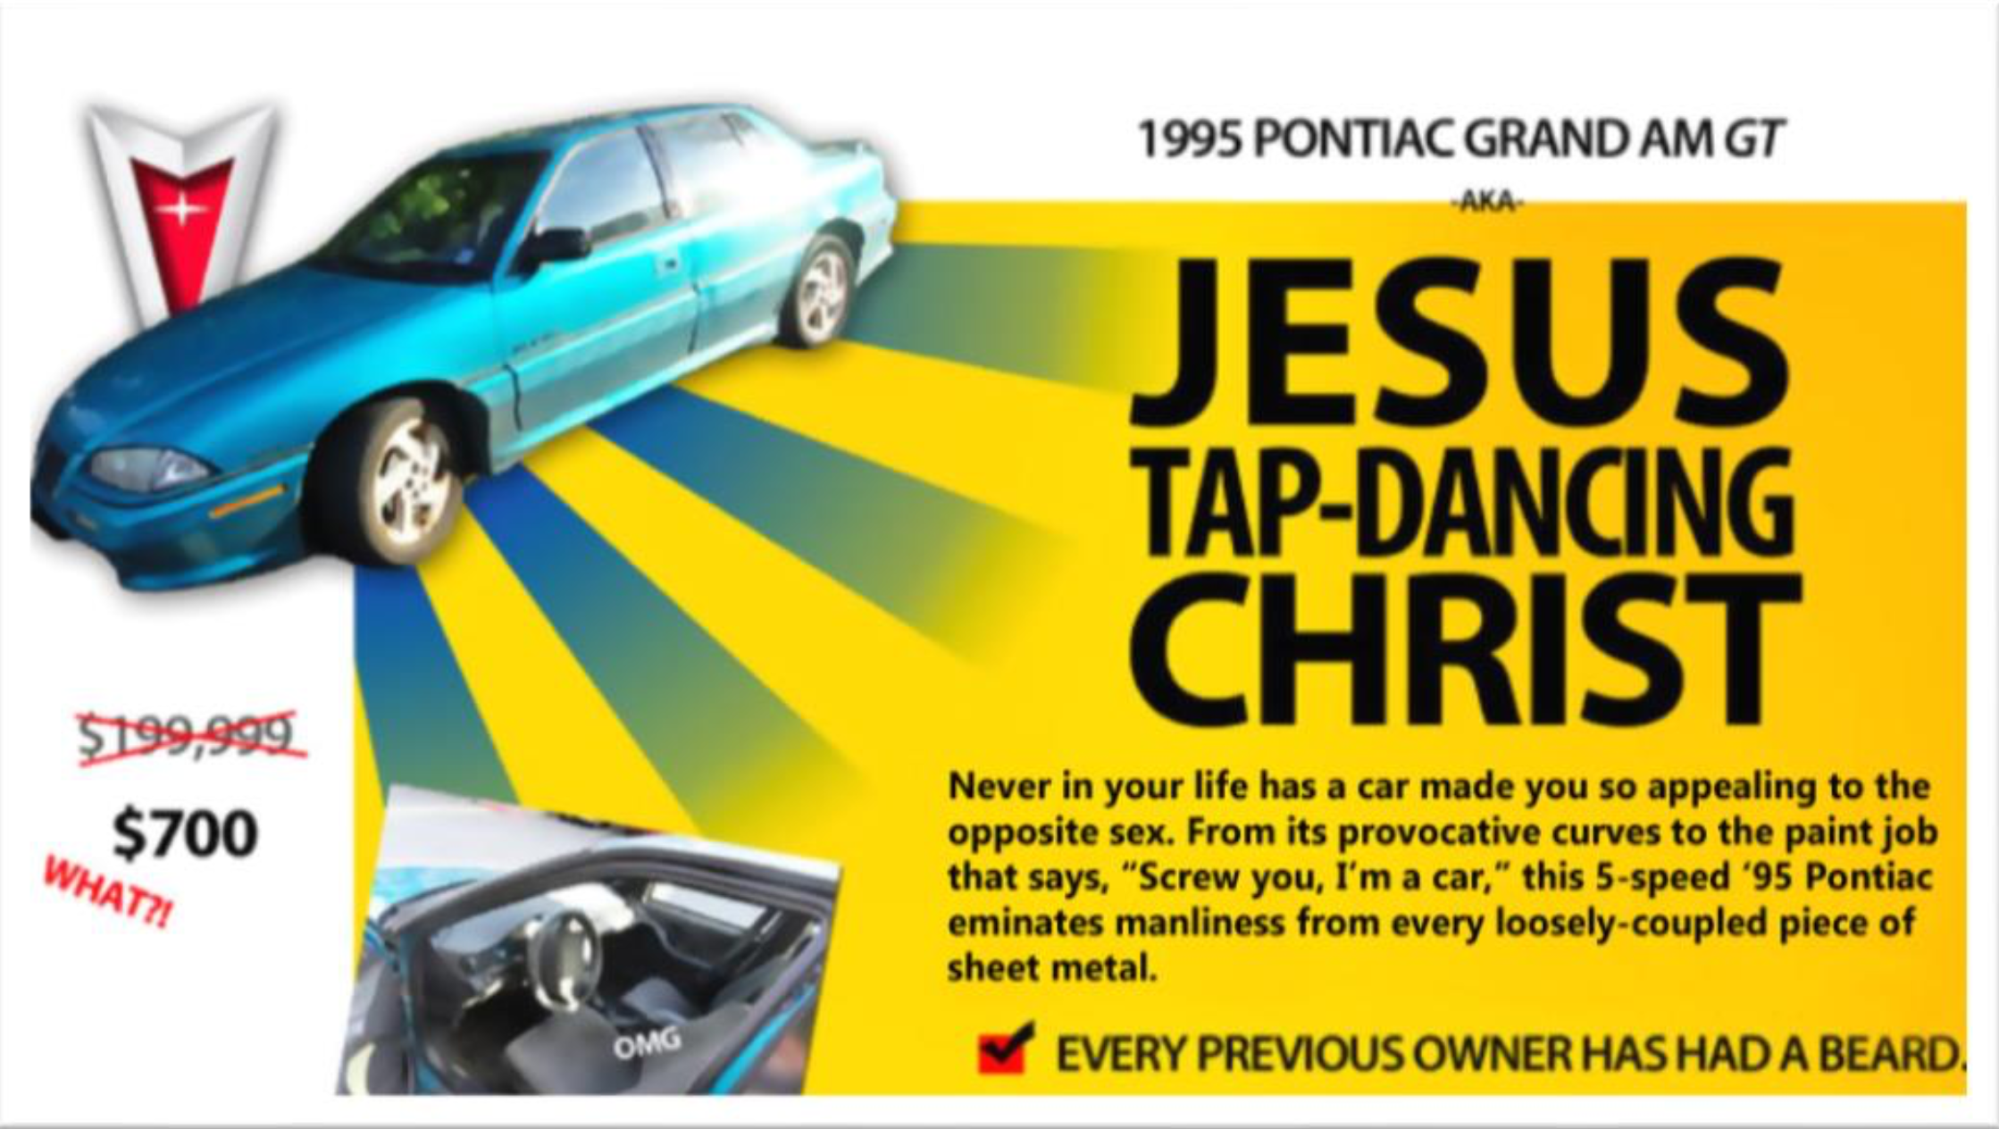 1995 PONTIAC GRAND AM GT
-AKA-
JESUS
TAP-DANCING
CHRIST
$199,999
$700
WHAT?!
Never in your life has a car made you so appealing to the
opposite sex. From its provocative curves to the paint job
that says, “Screw you, I’m a car,” this 5-speed ‘95 Pontiac
eminates manliness from every loosely-coupled piece of
sheet metal.
OMG
EVERY PREVIOUS OWNER HAS HAD A BEARD.